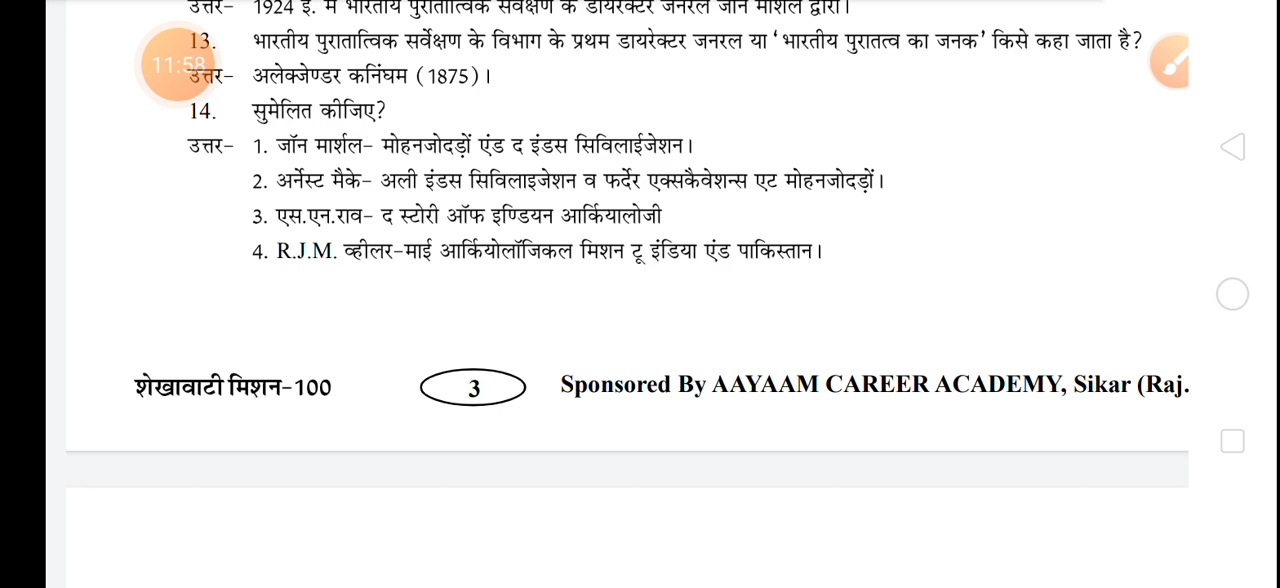 उत्तर- 1924 ई. में भारतीय पुरातात्विक सर्वेक्षण के डायरेक्टर जनरल जॉन मार्शल द्वारा।
13. भारतीय पुरातात्विक सर्वेक्षण के विभाग के प्रथम डायरेक्टर जनरल या 'भारतीय पुरातत्व का जनक' किसे कहा जाता है?
11:58
उत्तर- अलेक्जेण्डर कनिंघम (1875)।
14. सुमेलित कीजिए?
उत्तर- 1. जॉन मार्शल- मोहनजोदड़ों एंड द इंडस सिविलाईजेशन।
2. अर्नेस्ट मैके- अली इंडस सिविलाइजेशन व फर्देर एक्सकैवेशन्स एट मोहनजोदड़ों।
3. एस.एन.राव- द स्टोरी ऑफ इण्डियन आर्कियालोजी
4. R.J.M. व्हीलर-माई आर्कियोलॉजिकल मिशन टू इंडिया एंड पाकिस्तान।
शेखावाटी मिशन-100 3 Sponsored By AAYAAM CAREER ACADEMY, Sikar (Raj.